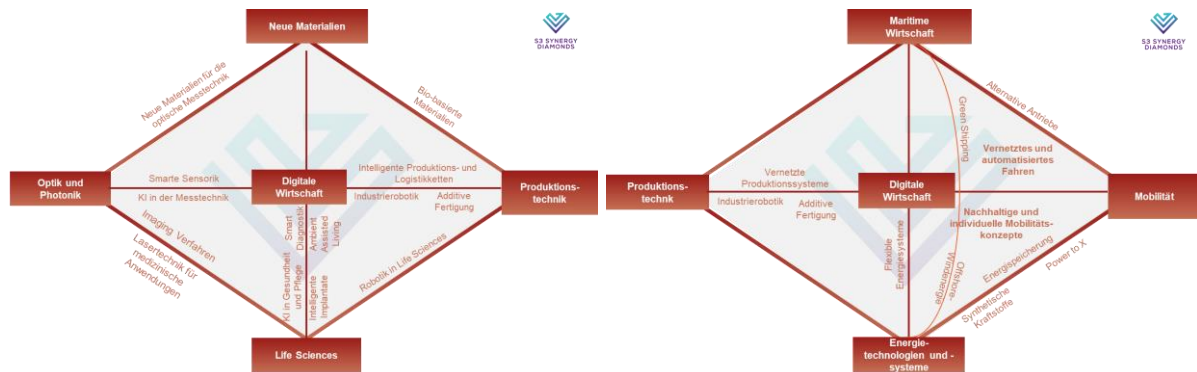 Neue Materialien
S3 SYNERGY
DIAMONDS
Neue Materialien für die
optische Messtechnik
Bio-basierte
Materialien
Optik und
Photonik
Smarte Sensorik
KI in der Messtechnik
Digitale
Wirtschaft
Intelligente Produktions- und
Logistikketten
Industrierobotik
Additive
Fertigung
Produktions-
technik
Imaging Verfahren
Lasertechnik für
medizinische
Anwendungen
Smart
Diagnostik
Ambient
Assisted
Living
KI in Gesundheit
und Pflege
Intelligente
Implantate
Robotik in Life Sciences
Life Sciences
Maritime
Wirtschaft
S3 SYNERGY
DIAMONDS
Alternative Antriebe
Green Shipping
Vernetztes und
automatisiertes
Fahren
Produktions-
technk
Vernetzte
Produktionssysteme
Industrierobotik
Additive
Fertigung
Digitale
Wirtschaft
Mobilität
Nachhaltige und
individuelle Mobilitäts-
konzepte
Flexible
Energiesysteme
Offshore-
Windenergie
Energispeicherung
Power to X
Synthetische
Kraftstoffe
Energie-
technologien und -
systeme